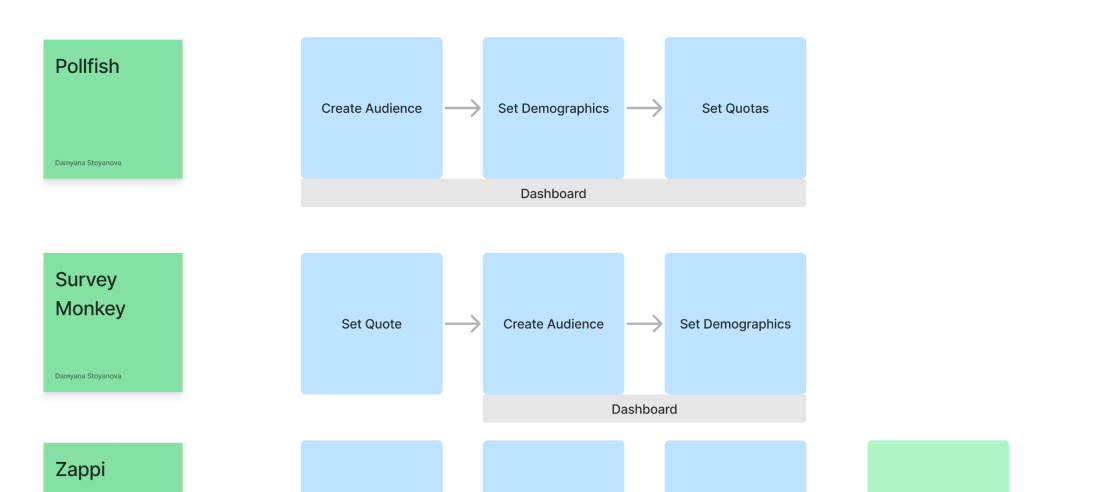 Pollfish
Damyana Stoyanova
Create Audience
Set Demographics
Set Quotas
Dashboard
Survey
Monkey
Damyana Stoyanova
Set Quote
Create Audience
Set Demographics
Dashboard
Zappi